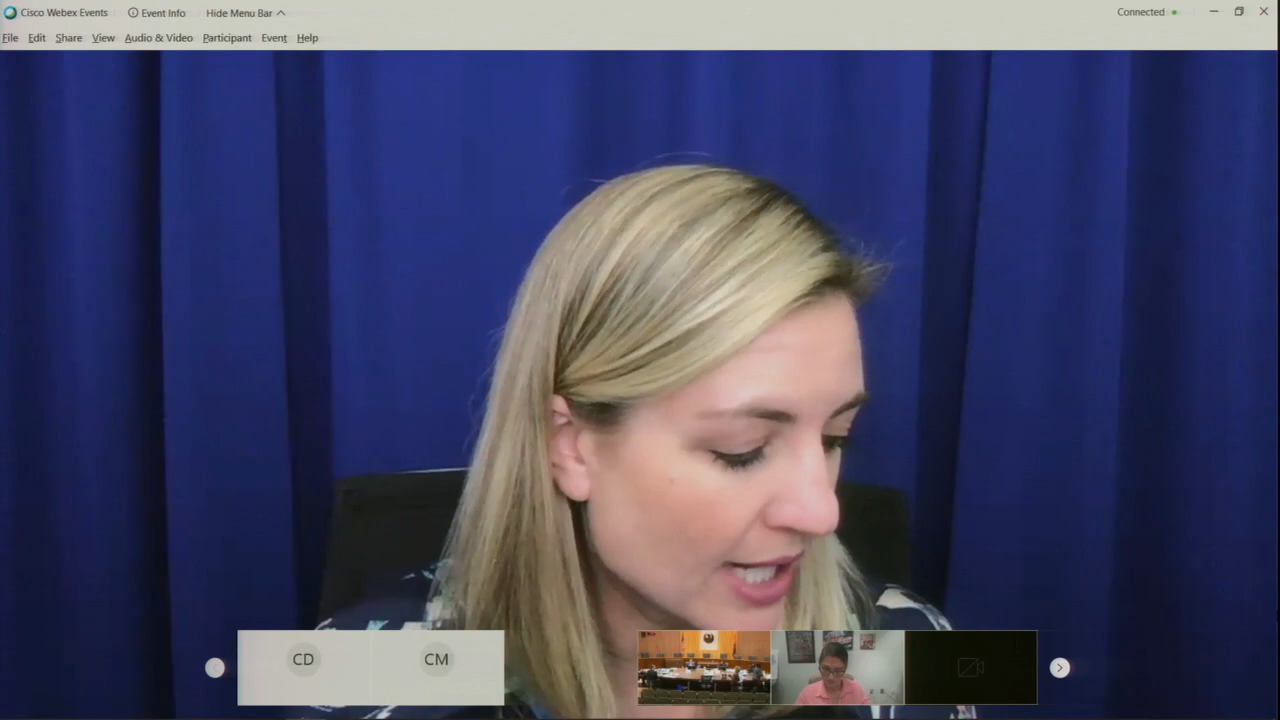 Cisco Webex Events Event Info Hide Menu Bar Connected
File Edit Share View Audio & Video Participant Event Help
CD CM